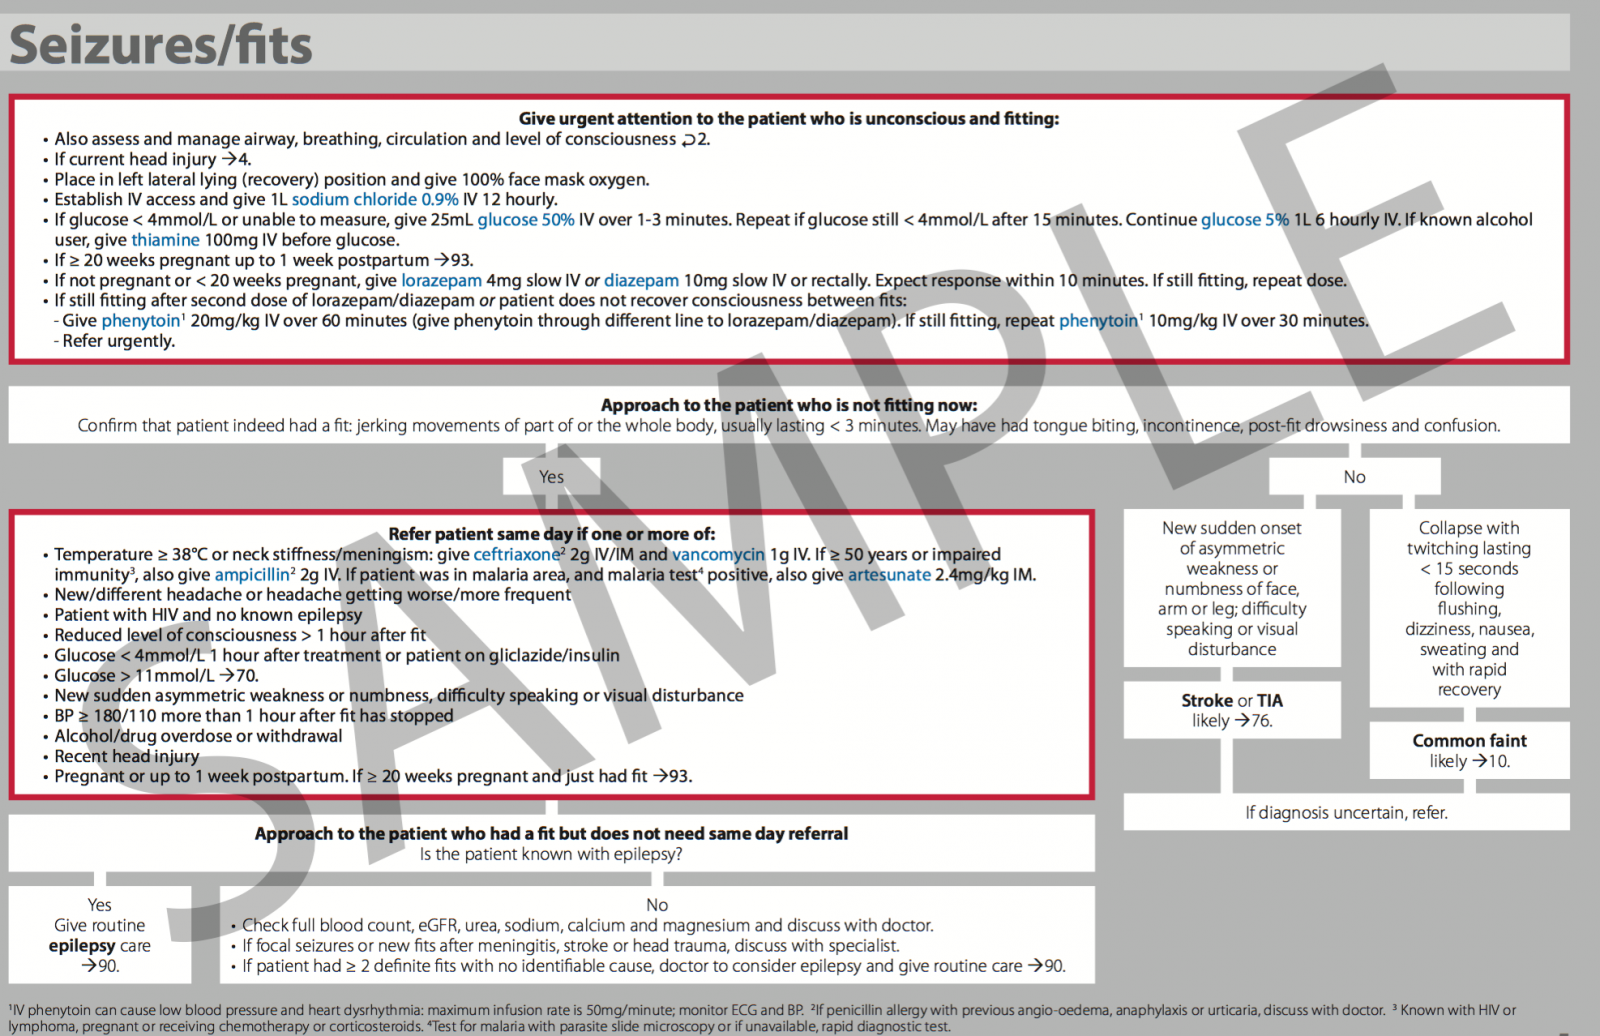 Seizures/fits
Give urgent attention to the patient who is unconscious and fitting:
• Also assess and manage airway, breathing, circulation and level of consciousness ⮌2.
• If current head injury →4.
• Place in left lateral lying (recovery) position and give 100% face mask oxygen.
• Establish IV access and give 1L sodium chloride 0.9% IV 12 hourly.
• If glucose < 4mmol/L or unable to measure, give 25mL glucose 50% IV over 1-3 minutes. Repeat if glucose still < 4mmol/L after 15 minutes. Continue glucose 5% 1L 6 hourly IV. If known alcohol
user, give thiamine 100mg IV before glucose.
• If ≥ 20 weeks pregnant up to 1 week postpartum →93.
• If not pregnant or < 20 weeks pregnant, give lorazepam 4mg slow IV or diazepam 10mg slow IV or rectally. Expect response within 10 minutes. If still fitting, repeat dose.
• If still fitting after second dose of lorazepam/diazepam or patient does not recover consciousness between fits:
- Give phenytoin¹ 20mg/kg IV over 60 minutes (give phenytoin through different line to lorazepam/diazepam). If still fitting, repeat phenytoin¹ 10mg/kg IV over 30 minutes.
- Refer urgently.
Approach to the patient who is not fitting now:
Confirm that patient indeed had a fit: jerking movements of part of or the whole body, usually lasting < 3 minutes. May have had tongue biting, incontinence, post-fit drowsiness and confusion.
Yes
Refer patient same day if one or more of:
• Temperature ≥ 38°C or neck stiffness/meningism: give ceftriaxone² 2g IV/IM and vancomycin 1g IV. If ≥ 50 years or impaired
immunity³, also give ampicillin² 2g IV. If patient was in malaria area, and malaria test⁴ positive, also give artesunate 2.4mg/kg IM.
• New/different headache or headache getting worse/more frequent
• Patient with HIV and no known epilepsy
• Reduced level of consciousness > 1 hour after fit
• Glucose < 4mmol/L 1 hour after treatment or patient on gliclazide/insulin
• Glucose > 11mmol/L →70.
• New sudden asymmetric weakness or numbness, difficulty speaking or visual disturbance
• BP ≥ 180/110 more than 1 hour after fit has stopped
• Alcohol/drug overdose or withdrawal
• Recent head injury
• Pregnant or up to 1 week postpartum. If ≥ 20 weeks pregnant and just had fit →93.
Approach to the patient who had a fit but does not need same day referral
Is the patient known with epilepsy?
Yes
Give routine
epilepsy care
→90.
No
• Check full blood count, eGFR, urea, sodium, calcium and magnesium and discuss with doctor.
• If focal seizures or new fits after meningitis, stroke or head trauma, discuss with specialist.
• If patient had ≥ 2 definite fits with no identifiable cause, doctor to consider epilepsy and give routine care →90.
No
New sudden onset
of asymmetric
weakness or
numbness of face,
arm or leg; difficulty
speaking or visual
disturbance
Stroke or TIA
likely →76.
Collapse with
twitching lasting
< 15 seconds
following
flushing,
dizziness, nausea,
sweating and
with rapid
recovery
Common faint
likely →10.
If diagnosis uncertain, refer.
¹IV phenytoin can cause low blood pressure and heart dysrhythmia: maximum infusion rate is 50mg/minute; monitor ECG and BP. ²If penicillin allergy with previous angio-oedema, anaphylaxis or urticaria, discuss with doctor. ³ Known with HIV or
lymphoma, pregnant or receiving chemotherapy or corticosteroids. ⁴Test for malaria with parasite slide microscopy or if unavailable, rapid diagnostic test.
SAMPLE